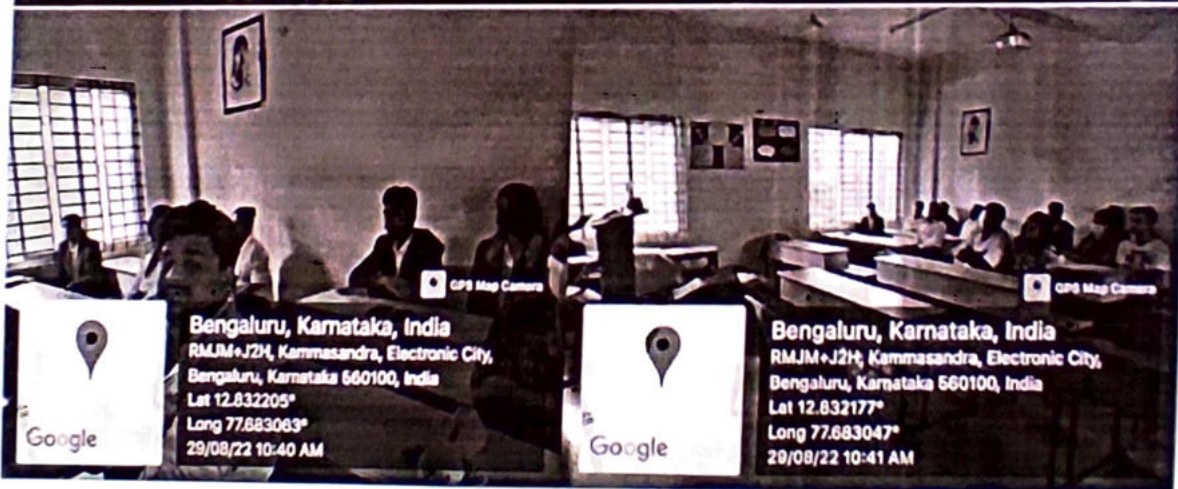 GPS Map Camera
Bengaluru, Karnataka, India
RMJM+J2H, Kammasandra, Electronic City,
Bengaluru, Karnataka 560100, India
Lat 12.832205°
Long 77.683063°
29/08/22 10:40 AM
Google
GPS Map Camera
Bengaluru, Karnataka, India
RMJM+J2H, Kammasandra, Electronic City,
Bengaluru, Karnataka 560100, India
Lat 12.832177°
Long 77.683047°
29/08/22 10:41 AM
Google